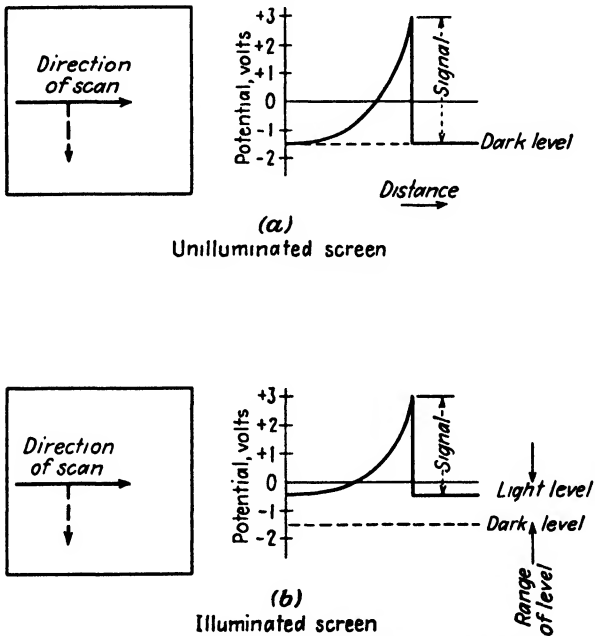 Direction
of scan
Potential, volts
+3
+2
+1
0
-1
-2
Signal
Dark level
Distance
(a)
Unilluminated screen
Direction
of scan
Potential, volts
+3
+2
+1
0
-1
-2
Signal
Light level
Dark level
Range
of level
(b)
Illuminated screen